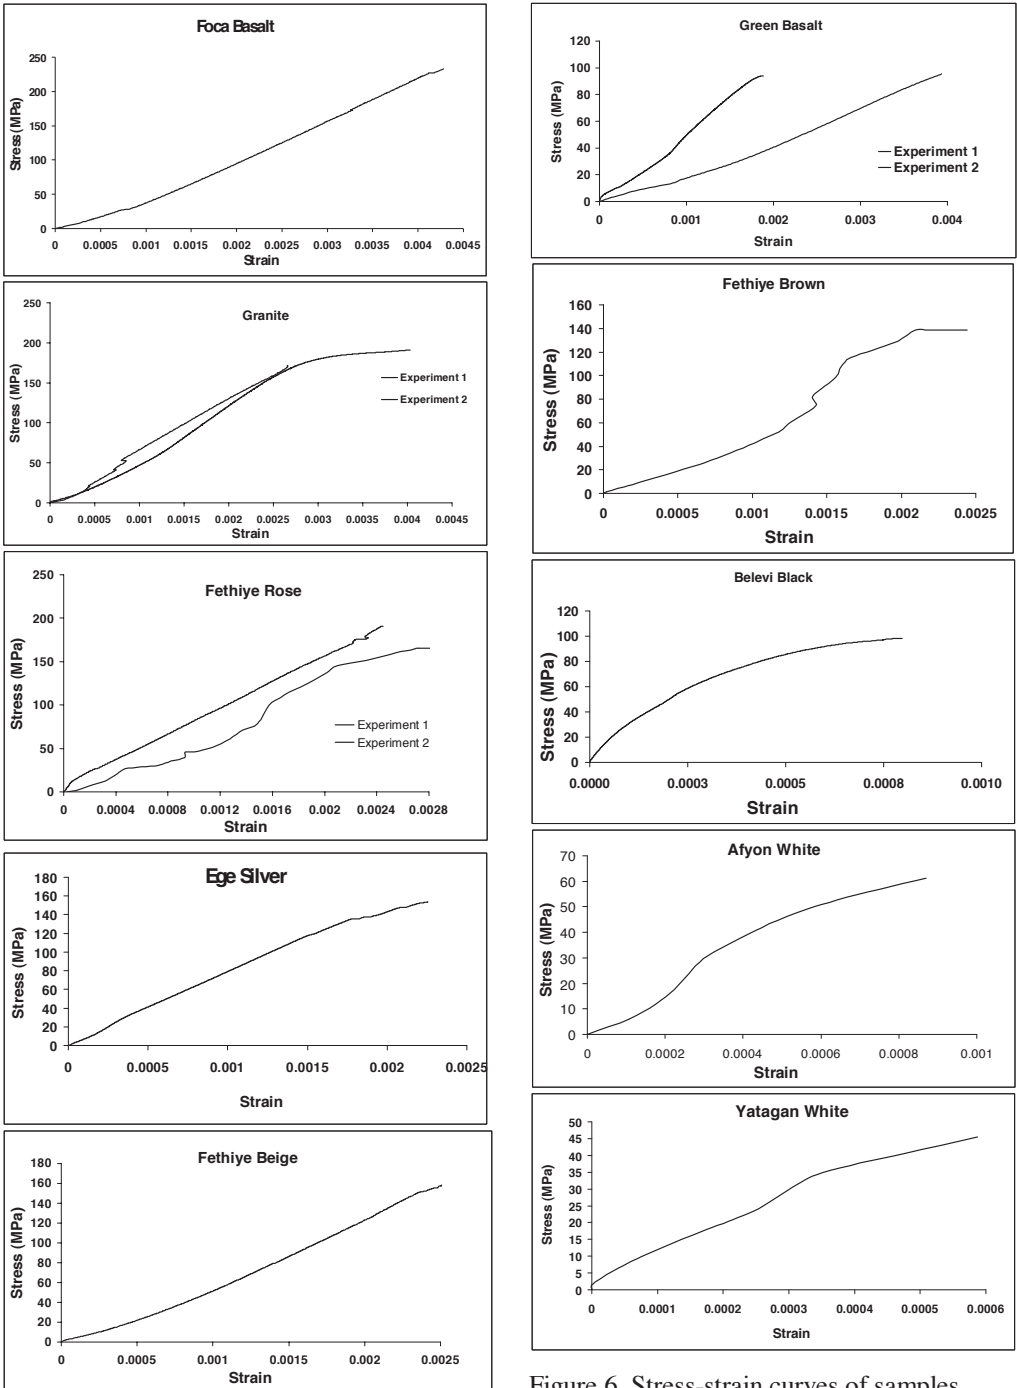 Foca Basalt
250
200
150
100
50
0
Stress (MPa)
0 0.0005 0.001 0.0015 0.002 0.0025 0.003 0.0035 0.004 0.0045
Strain
Granite
250
200
150
100
50
0
Stress (MPa)
Experiment 1
Experiment 2
0 0.0005 0.001 0.0015 0.002 0.0025 0.003 0.0035 0.004 0.0045
Strain
Fethiye Rose
250
200
150
100
50
0
Stress (MPa)
Experiment 1
Experiment 2
0 0.0004 0.0008 0.0012 0.0016 0.002 0.0024 0.0028
Strain
Ege Silver
180
160
140
120
100
80
60
40
20
0
Stress (MPa)
0 0.0005 0.001 0.0015 0.002 0.0025
Strain
Fethiye Beige
180
160
140
120
100
80
60
40
20
0
Stress (MPa)
0 0.0005 0.001 0.0015 0.002 0.0025
Strain
Green Basalt
120
100
80
60
40
20
0
Stress (MPa)
Experiment 1
Experiment 2
0 0.001 0.002 0.003 0.004
Strain
Fethiye Brown
160
140
120
100
80
60
40
20
0
Stress (MPa)
0 0.0005 0.001 0.0015 0.002 0.0025
Strain
Belevi Black
120
100
80
60
40
20
0
Stress (MPa)
0.0000 0.0003 0.0005 0.0008 0.0010
Strain
Afyon White
70
60
50
40
30
20
10
0
Stress (MPa)
0 0.0002 0.0004 0.0006 0.0008 0.001
Strain
Yatagan White
50
45
40
35
30
25
20
15
10
5
0
Stress (MPa)
0 0.0001 0.0002 0.0003 0.0004 0.0005 0.0006
Strain
Figure 6. Stress-strain curves of samples